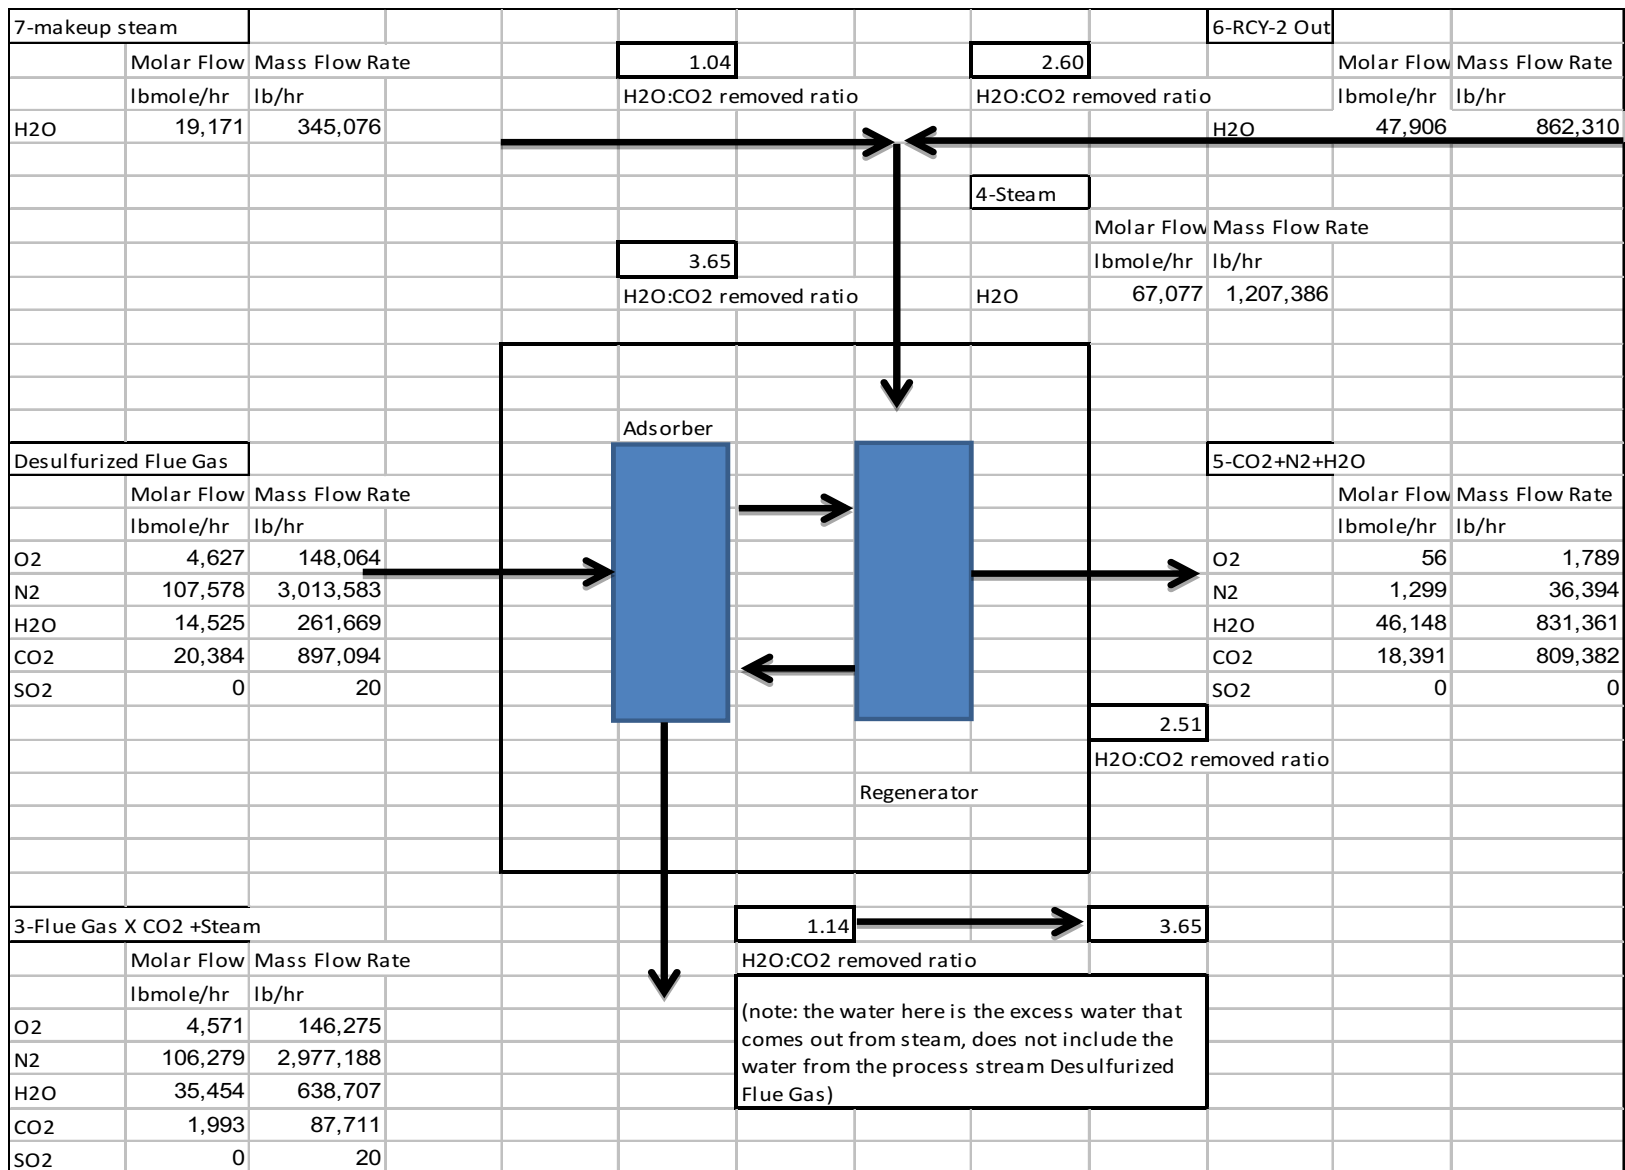 7-makeup steam 6-RCY-2 Out
Molar Flow Mass Flow Rate 1.04 2.60 Molar Flow Mass Flow Rate
lbmole/hr lb/hr H2O:CO2 removed ratio H2O:CO2 removed ratio lbmole/hr lb/hr
H2O 19,171 345,076 H2O 47,906 862,310
4-Steam
Molar Flow Mass Flow Rate
3.65 lbmole/hr lb/hr
H2O:CO2 removed ratio H2O 67,077 1,207,386
Adsorber
Desulfurized Flue Gas 5-CO2+N2+H2O
Molar Flow Mass Flow Rate Molar Flow Mass Flow Rate
lbmole/hr lb/hr lbmole/hr lb/hr
O2 4,627 148,064 O2 56 1,789
N2 107,578 3,013,583 N2 1,299 36,394
H2O 14,525 261,669 H2O 46,148 831,361
CO2 20,384 897,094 CO2 18,391 809,382
SO2 0 20 SO2 0 0
2.51
H2O:CO2 removed ratio
Regenerator
3-Flue Gas X CO2 +Steam 1.14 3.65
Molar Flow Mass Flow Rate H2O:CO2 removed ratio
lbmole/hr lb/hr
(note: the water here is the excess water that
O2 4,571 146,275
comes out from steam, does not include the
N2 106,279 2,977,188
water from the process stream Desulfurized
H2O 35,454 638,707
Flue Gas)
CO2 1,993 87,711
SO2 0 20